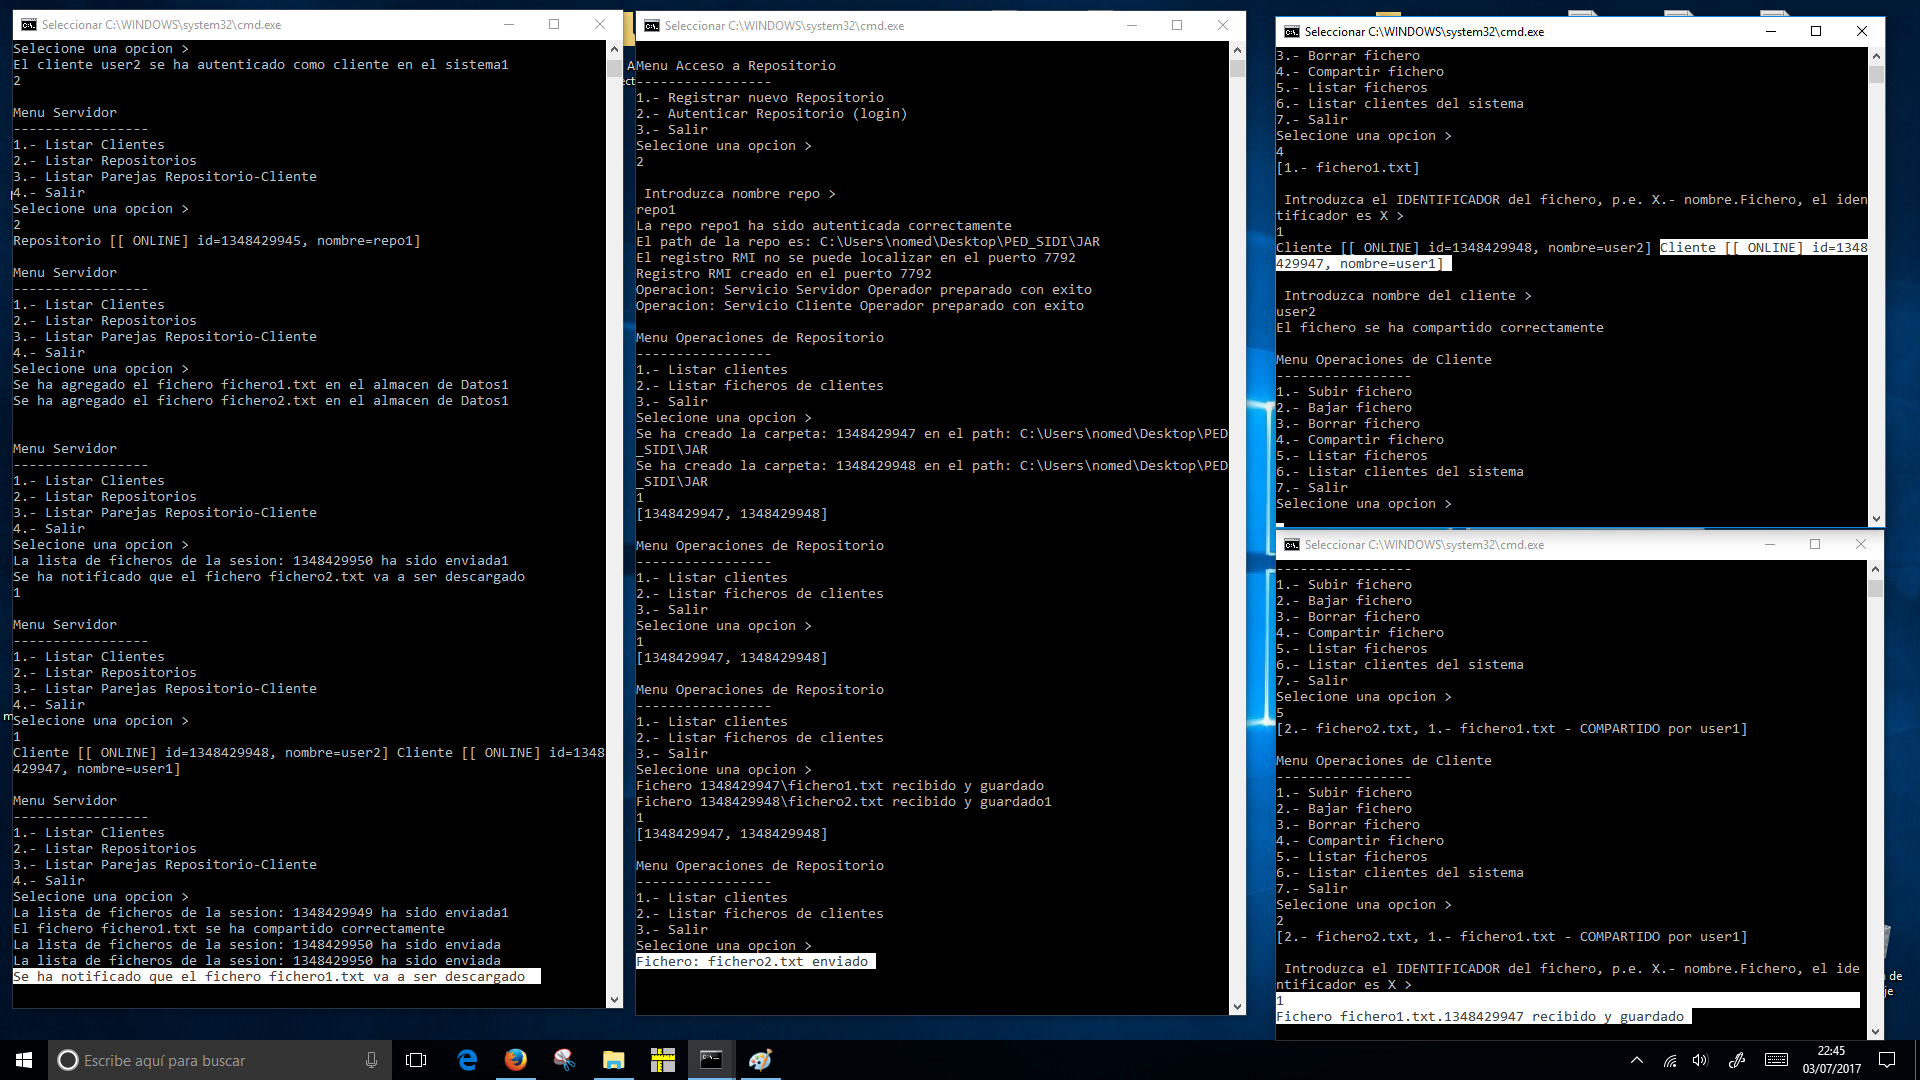 Seleccionar C:\WINDOWS\system32\cmd.exe
Selecione una opcion >
El cliente user2 se ha autenticado como cliente en el sistema1
2
Menu Servidor
-----------------
1.- Listar Clientes
2.- Listar Repositorios
3.- Listar Parejas Repositorio-Cliente
4.- Salir
Selecione una opcion >
2
Repositorio [[ ONLINE] id=1348429945, nombre=repo1]
Menu Servidor
-----------------
1.- Listar Clientes
2.- Listar Repositorios
3.- Listar Parejas Repositorio-Cliente
4.- Salir
Selecione una opcion >
Se ha agregado el fichero fichero1.txt en el almacen de Datos1
Se ha agregado el fichero fichero2.txt en el almacen de Datos1
Menu Servidor
-----------------
1.- Listar Clientes
2.- Listar Repositorios
3.- Listar Parejas Repositorio-Cliente
4.- Salir
Selecione una opcion >
La lista de ficheros de la sesion: 1348429950 ha sido enviada1
Se ha notificado que el fichero fichero2.txt va a ser descargado
1
Menu Servidor
-----------------
1.- Listar Clientes
2.- Listar Repositorios
3.- Listar Parejas Repositorio-Cliente
4.- Salir
Selecione una opcion >
1
Cliente [[ ONLINE] id=1348429948, nombre=user2] Cliente [[ ONLINE] id=1348
429947, nombre=user1]
Menu Servidor
-----------------
1.- Listar Clientes
2.- Listar Repositorios
3.- Listar Parejas Repositorio-Cliente
4.- Salir
Selecione una opcion >
La lista de ficheros de la sesion: 1348429949 ha sido enviada1
El fichero fichero1.txt se ha compartido correctamente
La lista de ficheros de la sesion: 1348429950 ha sido enviada
La lista de ficheros de la sesion: 1348429950 ha sido enviada
Se ha notificado que el fichero fichero1.txt va a ser descargado
Seleccionar C:\WINDOWS\system32\cmd.exe
Menu Acceso a Repositorio
-----------------
1.- Registrar nuevo Repositorio
2.- Autenticar Repositorio (login)
3.- Salir
Selecione una opcion >
2
Introduzca nombre repo >
repo1
La repo repo1 ha sido autenticada correctamente
El path de la repo es: C:\Users\nomed\Desktop\PED_SIDI\JAR
El registro RMI no se puede localizar en el puerto 7792
Registro RMI creado en el puerto 7792
Operacion: Servicio Servidor Operador preparado con exito
Operacion: Servicio Cliente Operador preparado con exito
Menu Operaciones de Repositorio
-----------------
1.- Listar clientes
2.- Listar ficheros de clientes
3.- Salir
Selecione una opcion >
Se ha creado la carpeta: 1348429947 en el path: C:\Users\nomed\Desktop\PED
_SIDI\JAR
Se ha creado la carpeta: 1348429948 en el path: C:\Users\nomed\Desktop\PED
_SIDI\JAR
1
[1348429947, 1348429948]
Menu Operaciones de Repositorio
-----------------
1.- Listar clientes
2.- Listar ficheros de clientes
3.- Salir
Selecione una opcion >
1
[1348429947, 1348429948]
Menu Operaciones de Repositorio
-----------------
1.- Listar clientes
2.- Listar ficheros de clientes
3.- Salir
Selecione una opcion >
Fichero 1348429947\fichero1.txt recibido y guardado
Fichero 1348429948\fichero2.txt recibido y guardado1
1
[1348429947, 1348429948]
Menu Operaciones de Repositorio
-----------------
1.- Listar clientes
2.- Listar ficheros de clientes
3.- Salir
Selecione una opcion >
Fichero: fichero2.txt enviado
Seleccionar C:\WINDOWS\system32\cmd.exe
3.- Borrar fichero
4.- Compartir fichero
5.- Listar ficheros
6.- Listar clientes del sistema
7.- Salir
Selecione una opcion >
4
[1.- fichero1.txt]
Introduzca el IDENTIFICADOR del fichero, p.e. X.- nombre.Fichero, el iden
tificador es X >
1
Cliente [[ ONLINE] id=1348429948, nombre=user2] Cliente [[ ONLINE] id=1348
429947, nombre=user1]
Introduzca nombre del cliente >
user2
El fichero se ha compartido correctamente
Menu Operaciones de Cliente
-----------------
1.- Subir fichero
2.- Bajar fichero
3.- Borrar fichero
4.- Compartir fichero
5.- Listar ficheros
6.- Listar clientes del sistema
7.- Salir
Selecione una opcion >
Seleccionar C:\WINDOWS\system32\cmd.exe
-----------------
1.- Subir fichero
2.- Bajar fichero
3.- Borrar fichero
4.- Compartir fichero
5.- Listar ficheros
6.- Listar clientes del sistema
7.- Salir
Selecione una opcion >
5
[2.- fichero2.txt, 1.- fichero1.txt - COMPARTIDO por user1]
Menu Operaciones de Cliente
-----------------
1.- Subir fichero
2.- Bajar fichero
3.- Borrar fichero
4.- Compartir fichero
5.- Listar ficheros
6.- Listar clientes del sistema
7.- Salir
Selecione una opcion >
2
[2.- fichero2.txt, 1.- fichero1.txt - COMPARTIDO por user1]
Introduzca el IDENTIFICADOR del fichero, p.e. X.- nombre.Fichero, el ide
ntificador es X >
1
Fichero fichero1.txt.1348429947 recibido y guardado
Escribe aquí para buscar
22:45
03/07/2017